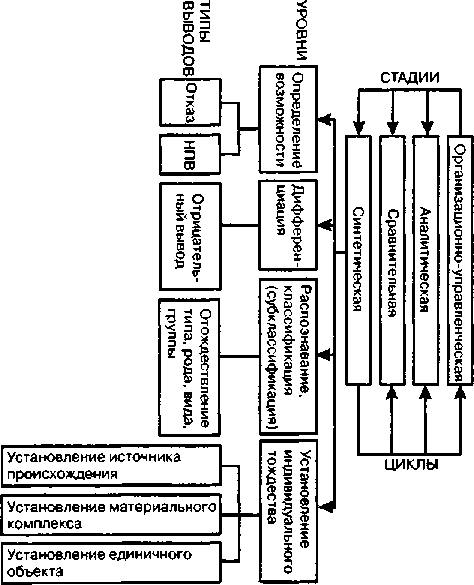 СТАДИИ
Организационно-управленческая
Аналитическая
Сравнительная
Синтетическая
ЦИКЛЫ
УРОВНИ
Определение
возможности
Дифферен-
циация
Распознавание,
классификация
(субклассификация)
Установление
индивидуального
тождества
ТИПЫ
ВЫВОДОВ
Отказ
НПВ
Отрицатель-
ный вывод
Отождествление
типа, рода, вида,
группы
Установление источника
происхождения
Установление материального
комплекса
Установление единичного
объекта